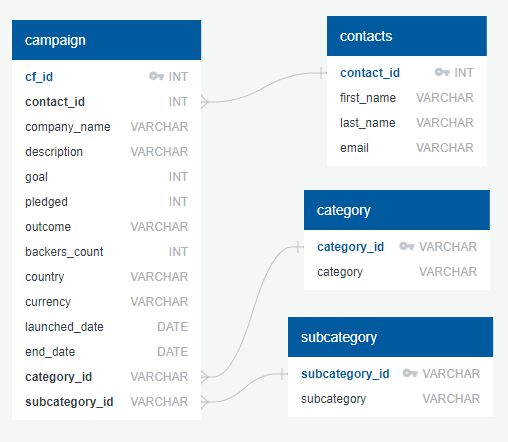 campaign
cf_id INT
contact_id INT
company_name VARCHAR
description VARCHAR
goal INT
pledged INT
outcome VARCHAR
backers_count INT
country VARCHAR
currency VARCHAR
launched_date DATE
end_date DATE
category_id VARCHAR
subcategory_id VARCHAR
contacts
contact_id INT
first_name VARCHAR
last_name VARCHAR
email VARCHAR
category
category_id VARCHAR
category VARCHAR
subcategory
subcategory_id VARCHAR
subcategory VARCHAR